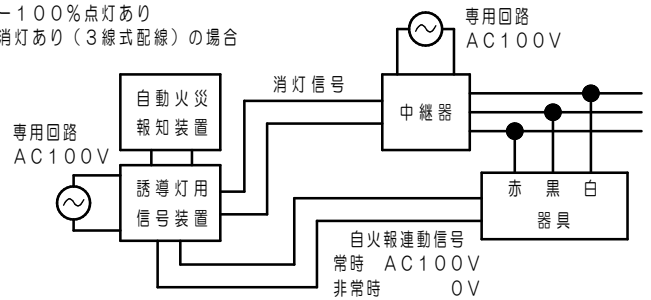 −１００％点灯あり
消灯あり（３線式配線）の場合
専用回路
ＡＣ１００Ｖ
消灯信号
自動火災
報知装置
中継器
専用回路
ＡＣ１００Ｖ
誘導灯用
信号装置
赤 黒 白
器具
自火報連動信号
常時 ＡＣ１００Ｖ
非常時 ０Ｖ